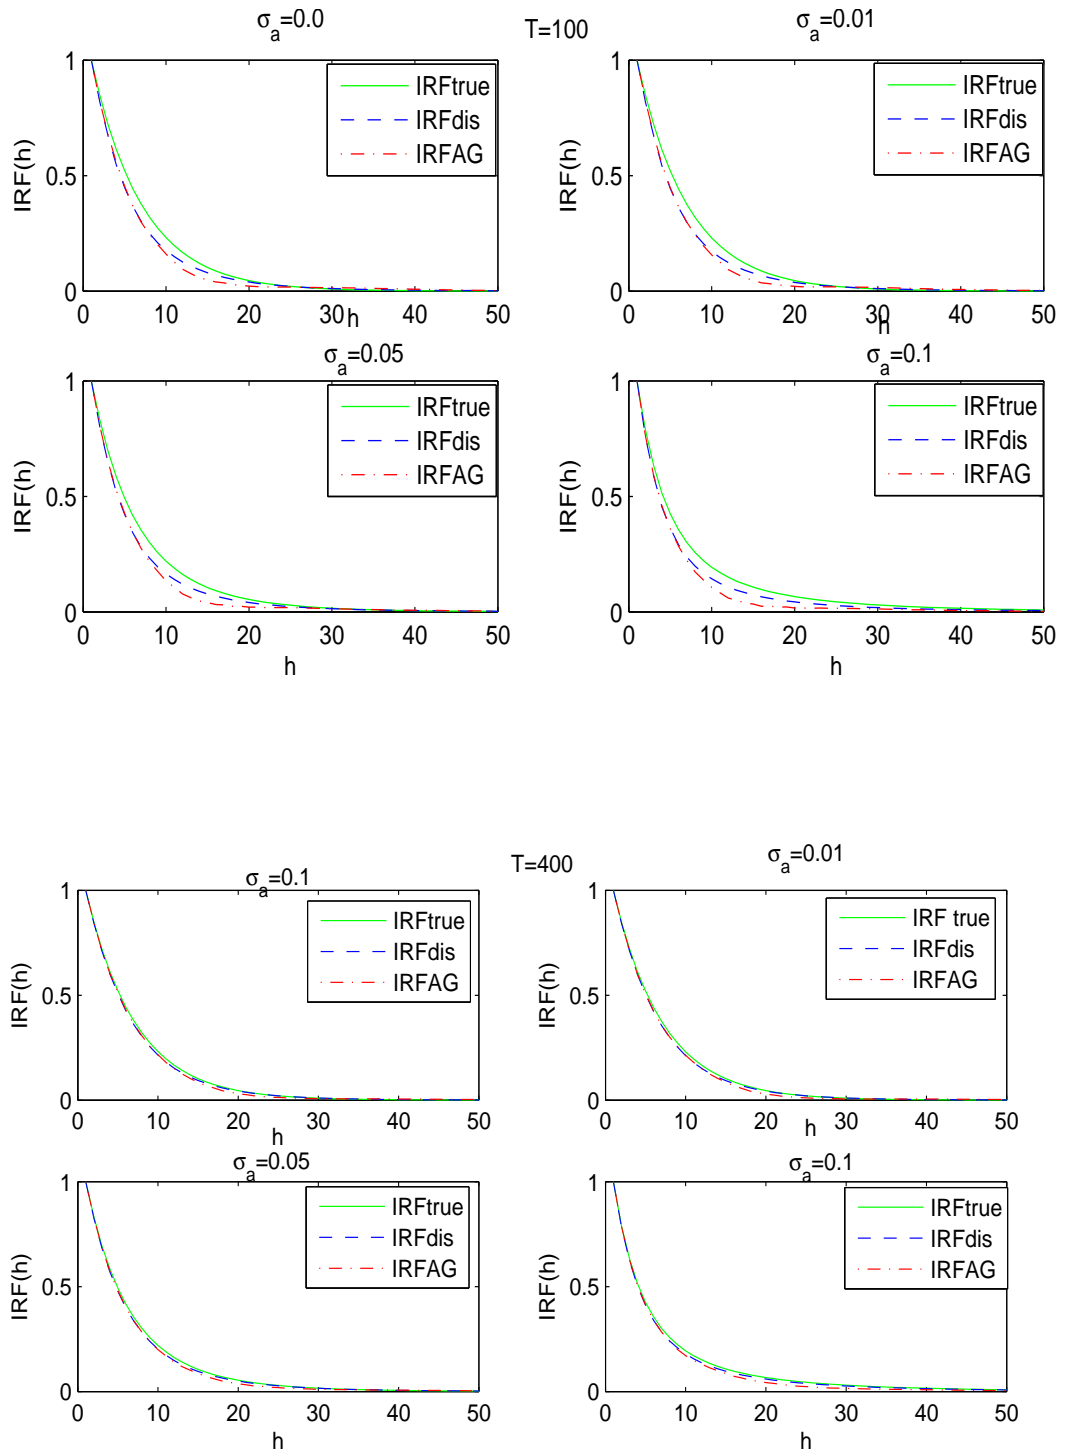 σa=0.0
T=100
σa=0.01
IRF(h)
1
0.5
0
IRFtrue
IRFdis
IRFAG
0 10 20 30 40 50
h
IRF(h)
1
0.5
0
IRFtrue
IRFdis
IRFAG
0 10 20 30 40 50
h
σa=0.05
IRF(h)
1
0.5
0
IRFtrue
IRFdis
IRFAG
0 10 20 30 40 50
h
σa=0.1
IRF(h)
1
0.5
0
IRFtrue
IRFdis
IRFAG
0 10 20 30 40 50
h
T=400
σa=0.1
IRF(h)
1
0.5
0
IRFtrue
IRFdis
IRFAG
0 10 20 30 40 50
h
σa=0.01
IRF(h)
1
0.5
0
IRF true
IRFdis
IRFAG
0 10 20 30 40 50
h
σa=0.05
IRF(h)
1
0.5
0
IRFtrue
IRFdis
IRFAG
0 10 20 30 40 50
h
σa=0.1
IRF(h)
1
0.5
0
IRFtrue
IRFdis
IRFAG
0 10 20 30 40 50
h